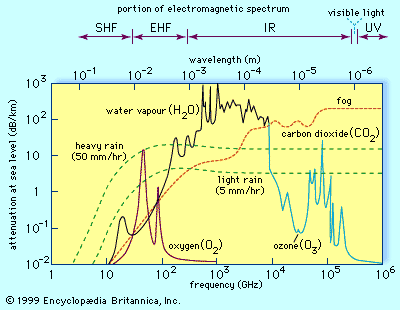 portion of electromagnetic spectrum
visible light
SHF EHF IR UV
wavelength (m)
10⁻¹ 10⁻² 10⁻³ 10⁻⁴ 10⁻⁵ 10⁻⁶
10³
10²
10
1
10⁻¹
10⁻²
attenuation at sea level (dB/km)
water vapour (H₂O)
fog
carbon dioxide (CO₂)
heavy rain
(50 mm/hr)
light rain
(5 mm/hr)
oxygen (O₂)
ozone (O₃)
1 10 10² 10³ 10⁴ 10⁵ 10⁶
frequency (GHz)
© 1999 Encyclopædia Britannica, Inc.